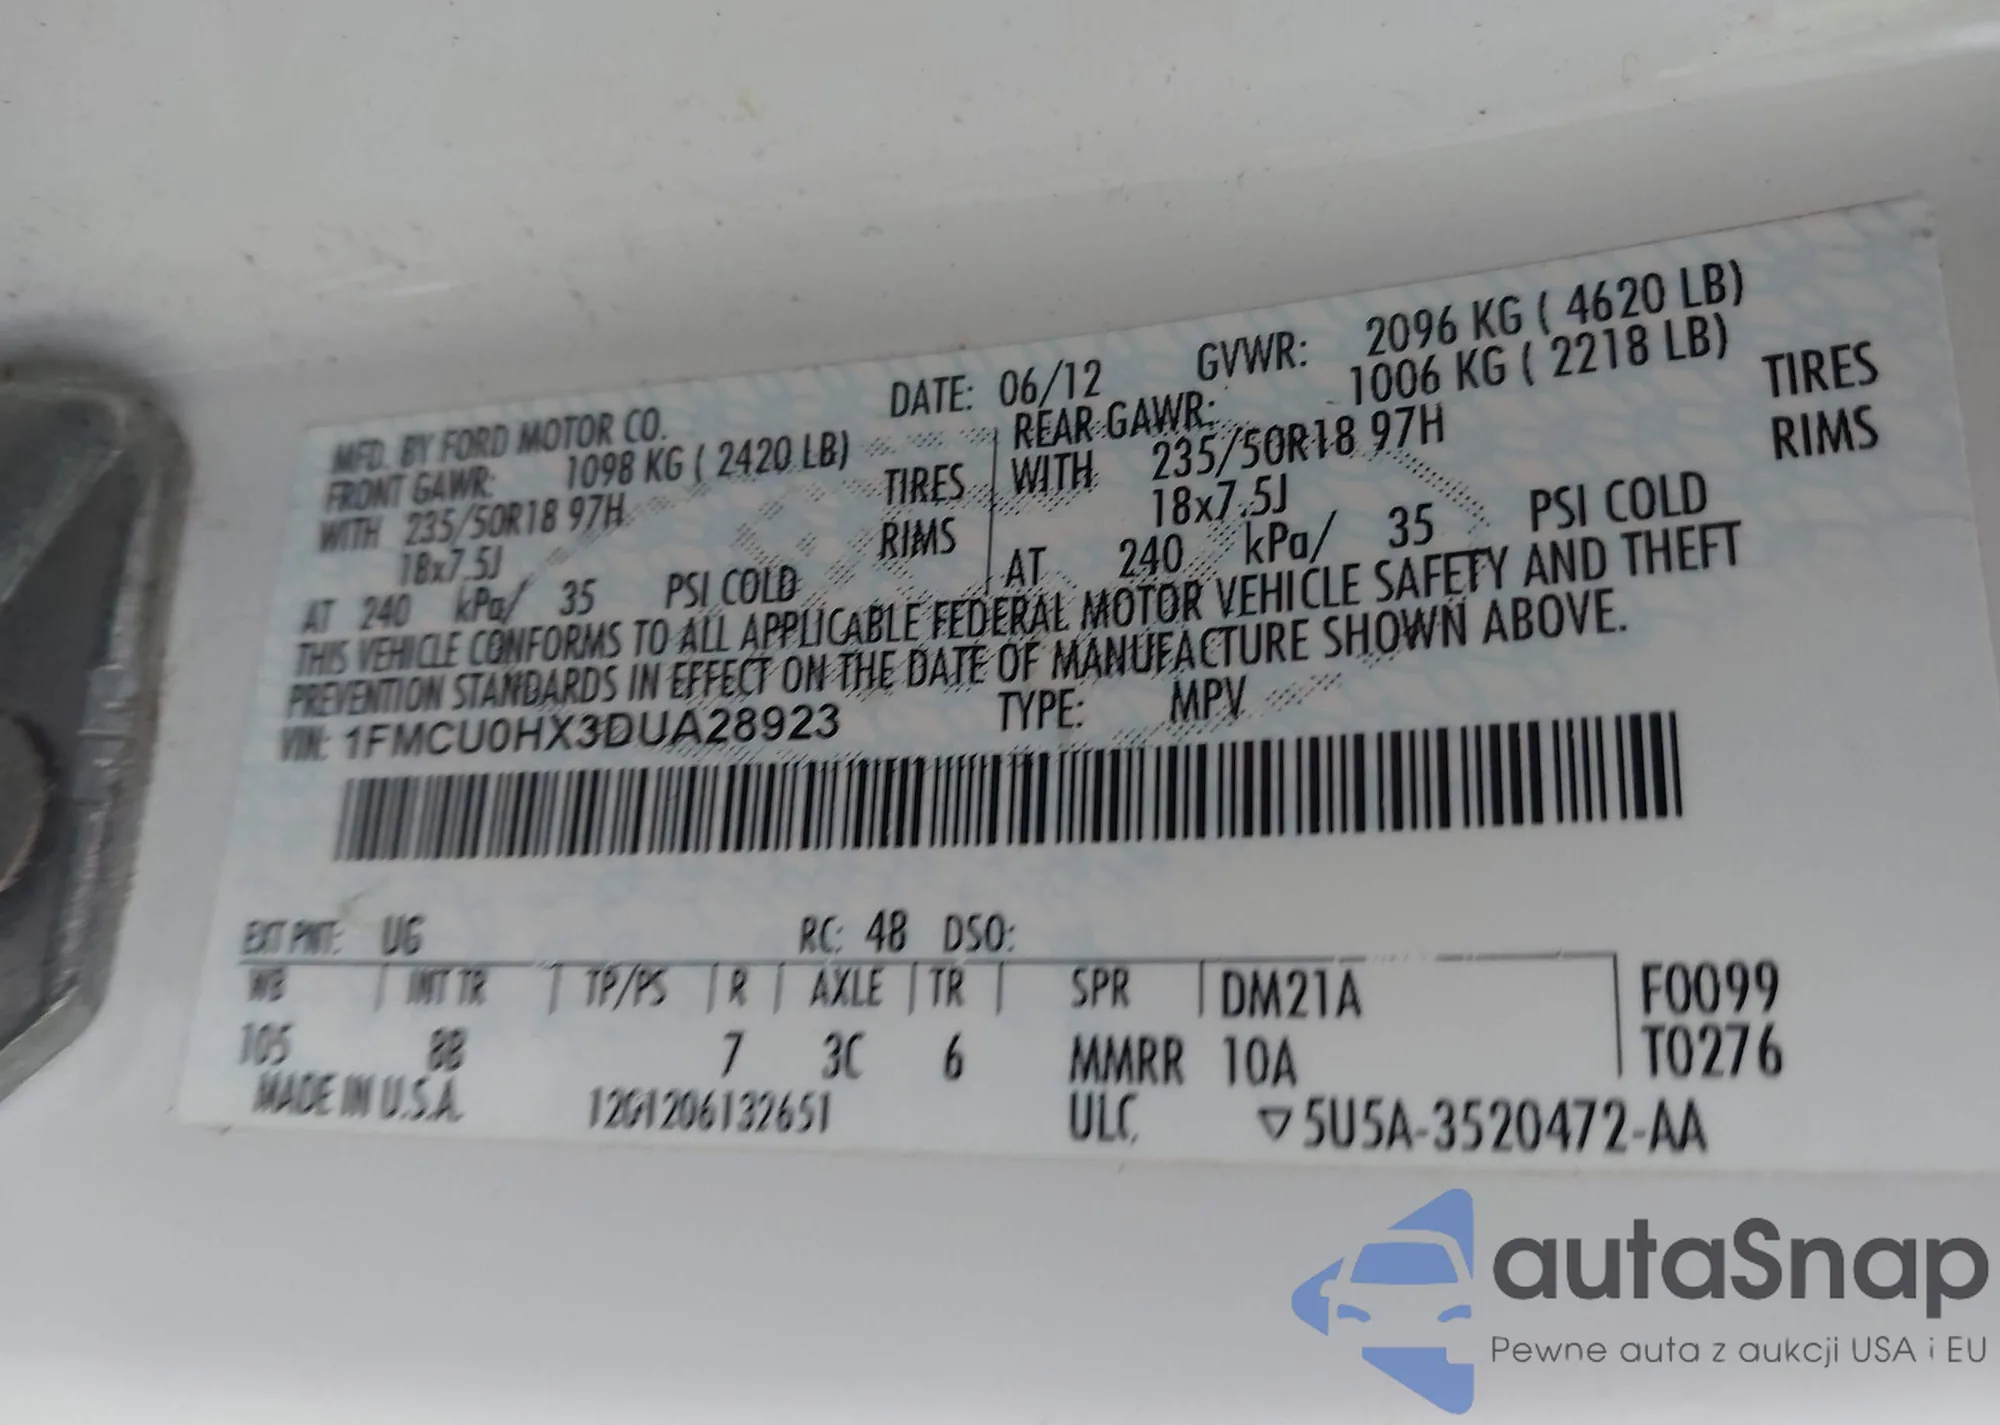 MFD. BY FORD MOTOR CO. DATE: 06/12 GVWR: 2096 KG ( 4620 LB)
FRONT GAWR: 1098 KG ( 2420 LB) REAR GAWR: 1006 KG ( 2218 LB)
WITH 235/50R18 97H TIRES WITH 235/50R18 97H TIRES
18x7.5J RIMS 18x7.5J RIMS
AT 240 kPa/ 35 PSI COLD AT 240 kPa/ 35 PSI COLD
THIS VEHICLE CONFORMS TO ALL APPLICABLE FEDERAL MOTOR VEHICLE SAFETY AND THEFT
PREVENTION STANDARDS IN EFFECT ON THE DATE OF MANUFACTURE SHOWN ABOVE.
VIN: 1FMCU0HX3DUA28923 TYPE: MPV
EXT PNT: UG RC: 48 DSO:
WB INT TR TP/PS R AXLE TR SPR DM21A F0099
105 88 7 3C 6 MMRR 10A T0276
MADE IN U.S.A. ULC ▽5U5A-3520472-AA
autaSnap
Pewne auta z aukcji USA i EU